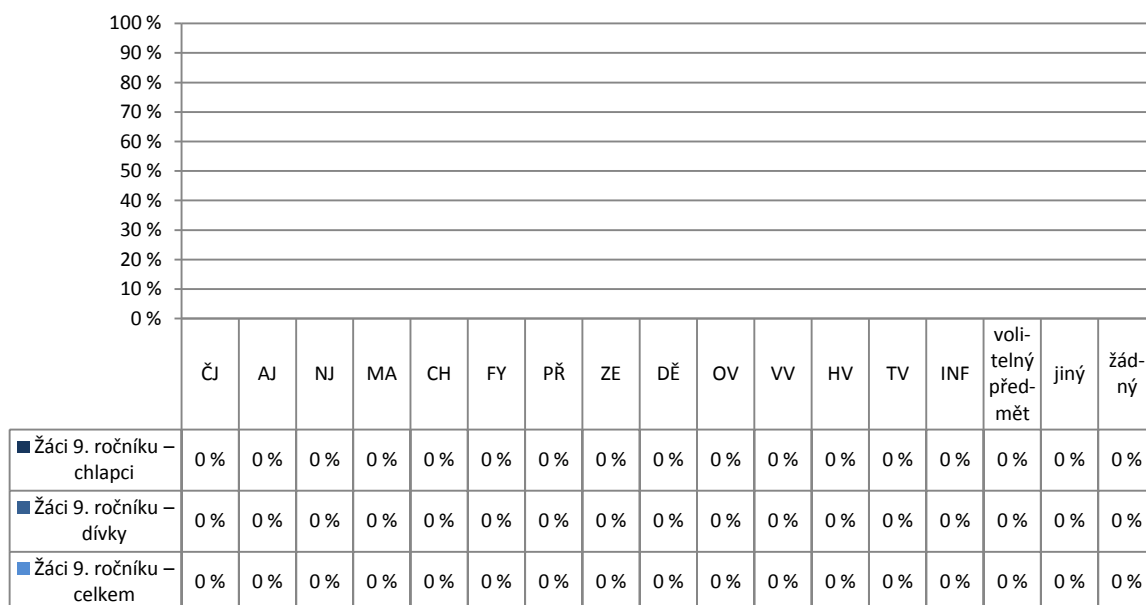 100 %
90 %
80 %
70 %
60 %
50 %
40 %
30 %
20 %
10 %
0 %
ČJ AJ NJ MA CH FY PŘ ZE DĚ OV VV HV TV INF voli-
telný
před-
mět jiný žád-
ný
Žáci 9. ročníku –
chlapci 0 % 0 % 0 % 0 % 0 % 0 % 0 % 0 % 0 % 0 % 0 % 0 % 0 % 0 % 0 % 0 % 0 %
Žáci 9. ročníku –
dívky 0 % 0 % 0 % 0 % 0 % 0 % 0 % 0 % 0 % 0 % 0 % 0 % 0 % 0 % 0 % 0 % 0 %
Žáci 9. ročníku –
celkem 0 % 0 % 0 % 0 % 0 % 0 % 0 % 0 % 0 % 0 % 0 % 0 % 0 % 0 % 0 % 0 % 0 %